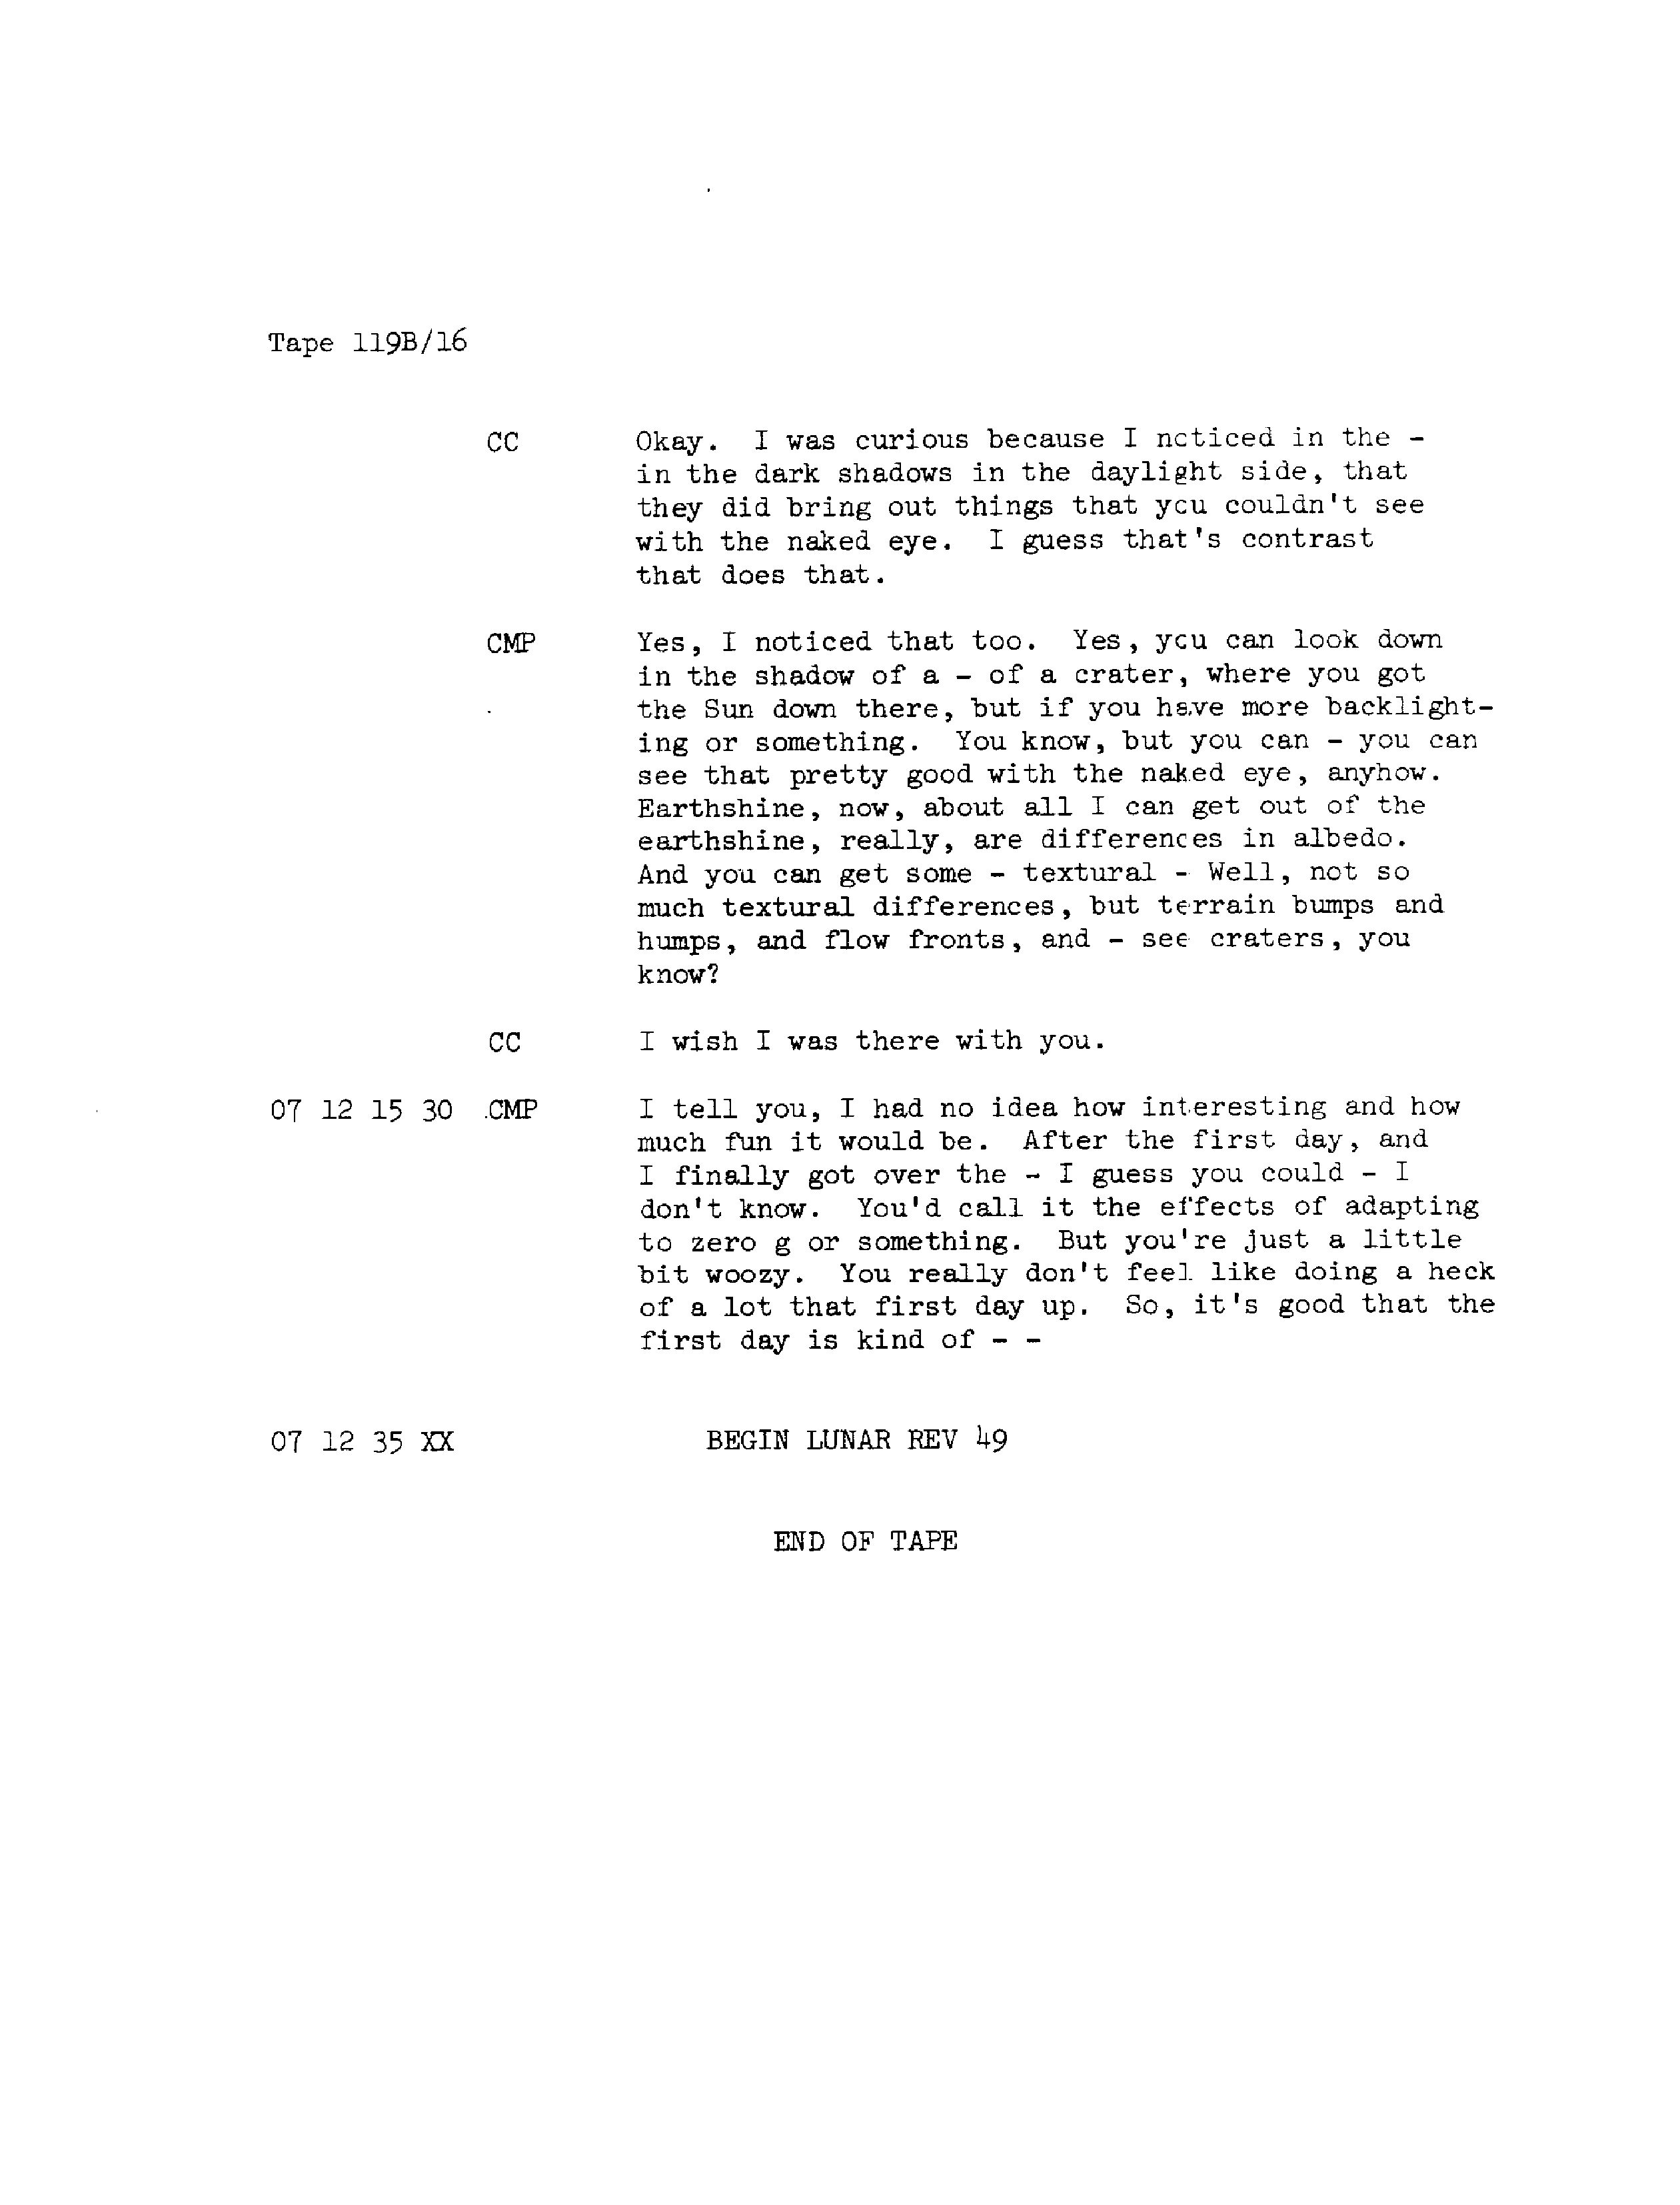 Tape 119B/16
CC Okay. I was curious because I noticed in the -
in the dark shadows in the daylight side, that
they did bring out things that you couldn't see
with the naked eye. I guess that's contrast
that does that.
CMP Yes, I noticed that too. Yes, you can look down
in the shadow of a - of a crater, where you got
the Sun down there, but if you have more backlight-
ing or something. You know, but you can - you can
see that pretty good with the naked eye, anyhow.
Earthshine, now, about all I can get out of the
earthshine, really, are differences in albedo.
And you can get some - textural - Well, not so
much textural differences, but terrain bumps and
humps, and flow fronts, and - see craters, you
know?
CC I wish I was there with you.
07 12 15 30 CMP I tell you, I had no idea how interesting and how
much fun it would be. After the first day, and
I finally got over the - I guess you could - I
don't know. You'd call it the effects of adapting
to zero g or something. But you're just a little
bit woozy. You really don't feel like doing a heck
of a lot that first day up. So, it's good that the
first day is kind of - -
07 12 35 XX BEGIN LUNAR REV 49
END OF TAPE